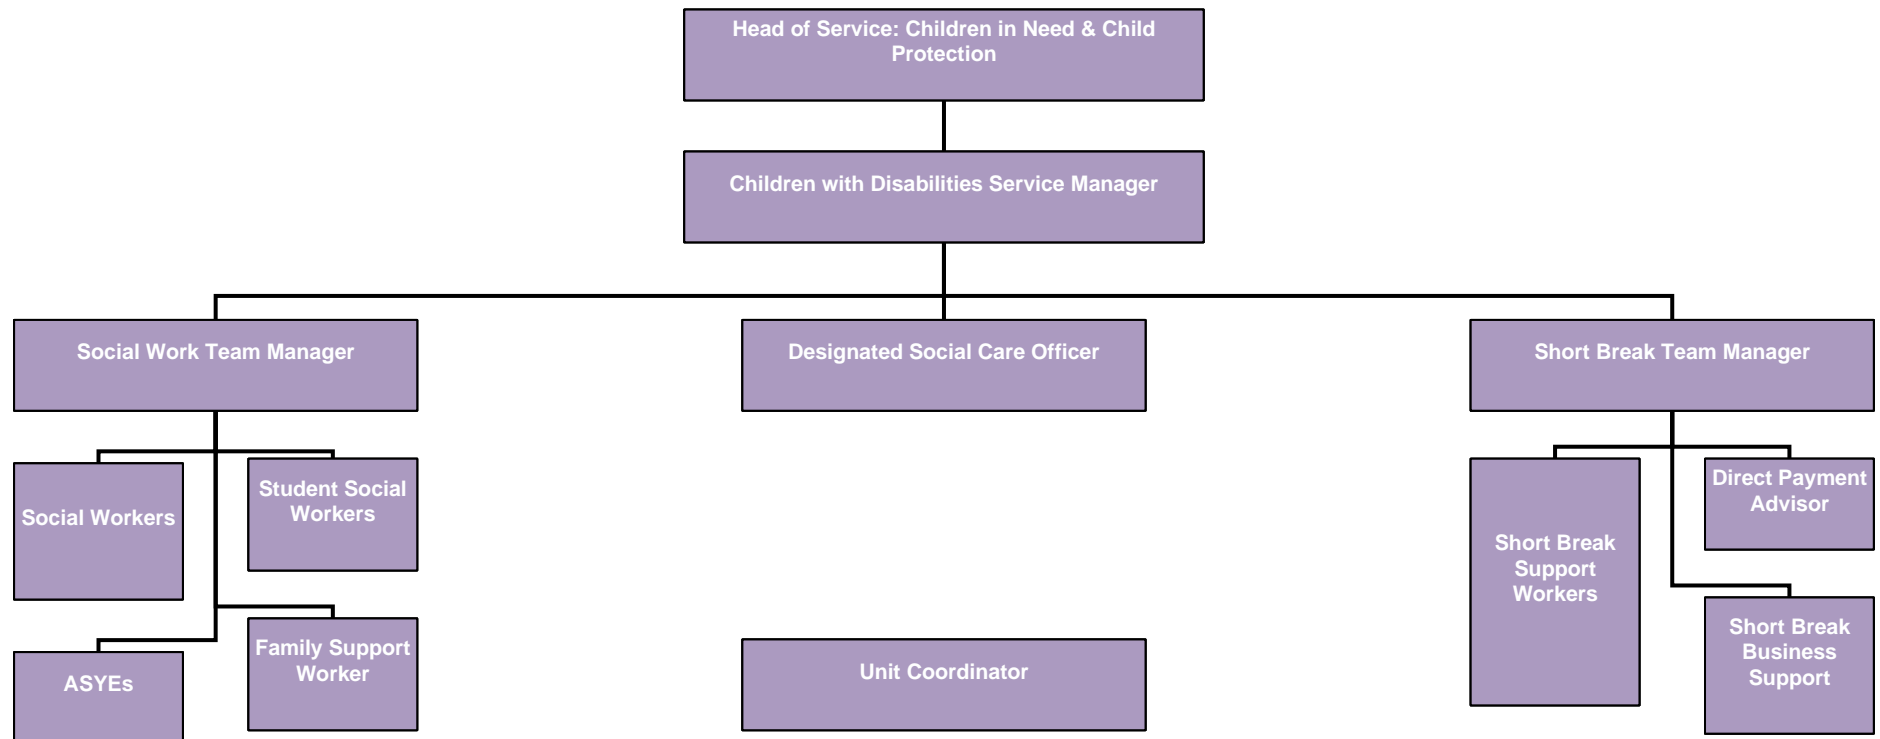 Head of Service: Children in Need & Child
Protection
Children with Disabilities Service Manager
Social Work Team Manager
Designated Social Care Officer
Short Break Team Manager
Social Workers
Student Social
Workers
ASYEs
Family Support
Worker
Unit Coordinator
Short Break
Support
Workers
Direct Payment
Advisor
Short Break
Business
Support